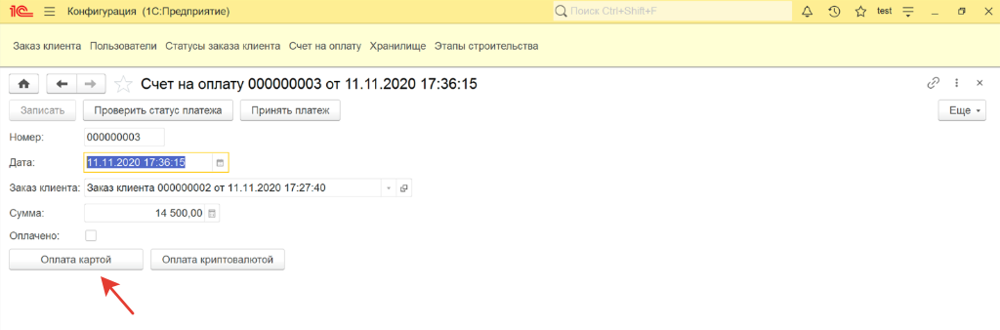 1С Конфигурация (1С:Предприятие) Поиск Ctrl+Shift+F test
Заказ клиента Пользователи Статусы заказа клиента Счет на оплату Хранилище Этапы строительства
Счет на оплату 000000003 от 11.11.2020 17:36:15
Записать Проверить статус платежа Принять платеж Еще
Номер: 000000003
Дата: 11.11.2020 17:36:15
Заказ клиента: Заказ клиента 000000002 от 11.11.2020 17:27:40
Сумма: 14 500,00
Оплачено:
Оплата картой Оплата криптовалютой